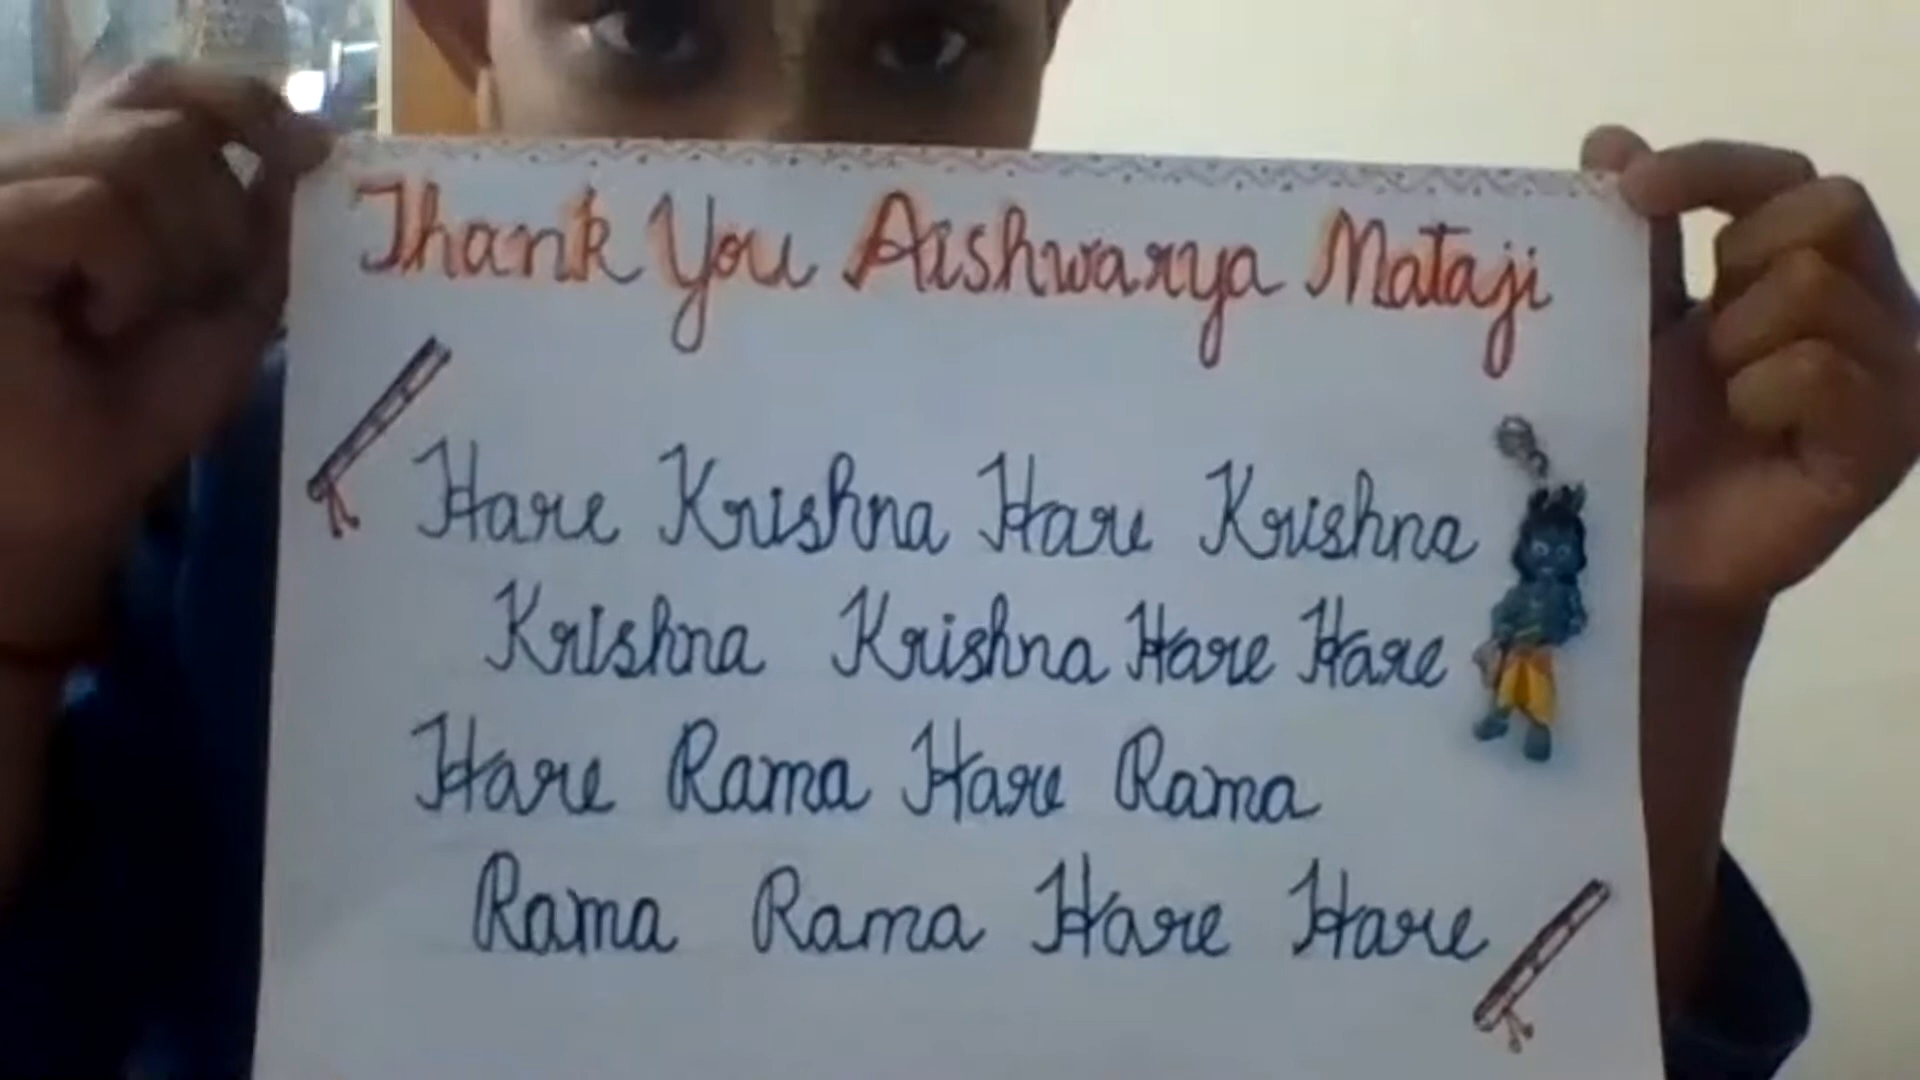 Thank You Aishwarya Mataji
Hare Krishna Hare Krishna
Krishna Krishna Hare Hare
Hare Rama Hare Rama
Rama Rama Hare Hare